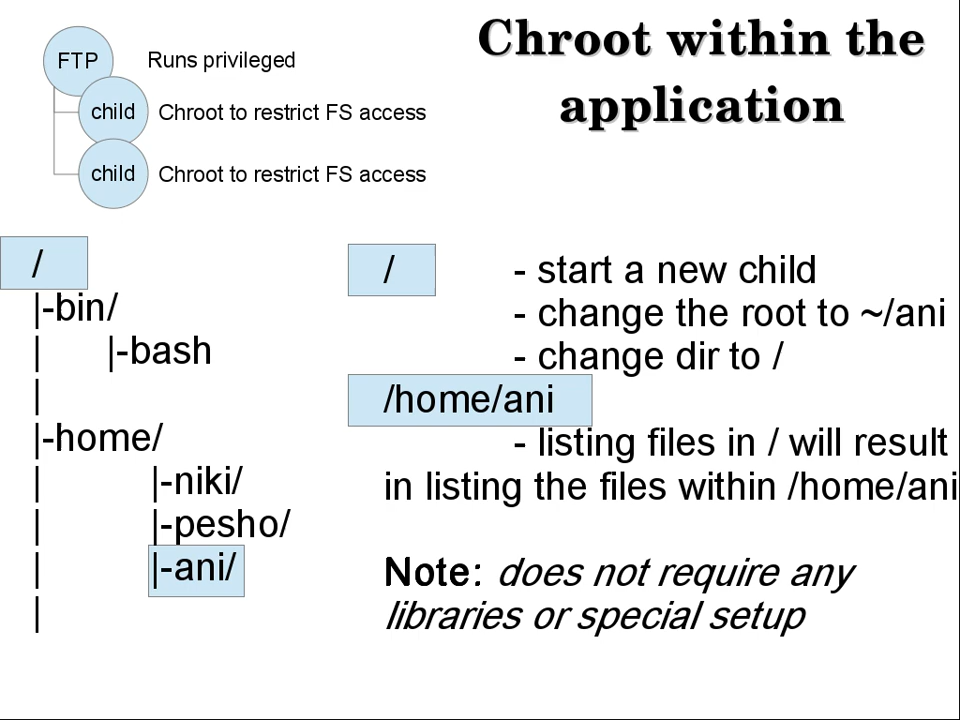 Chroot within the
application
FTP Runs privileged
child Chroot to restrict FS access
child Chroot to restrict FS access
/
|-bin/
| |-bash
|
|-home/
| |-niki/
| |-pesho/
| |-ani/
|
/ - start a new child
- change the root to ~/ani
- change dir to /
/home/ani
- listing files in / will result
in listing the files within /home/ani
Note: does not require any
libraries or special setup